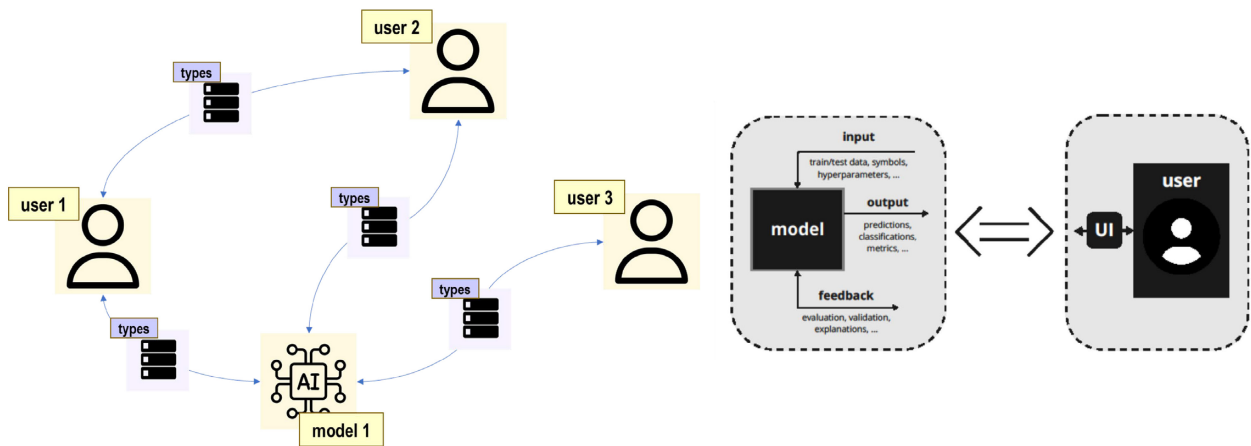 user 2
types
user 1
types
user 3
types
types
AI
model 1
input
train/test data, symbols,
hyperparameters, ...
model
output
predictions,
classifications,
metrics, ...
feedback
evaluation, validation,
explanations, ...
UI
user